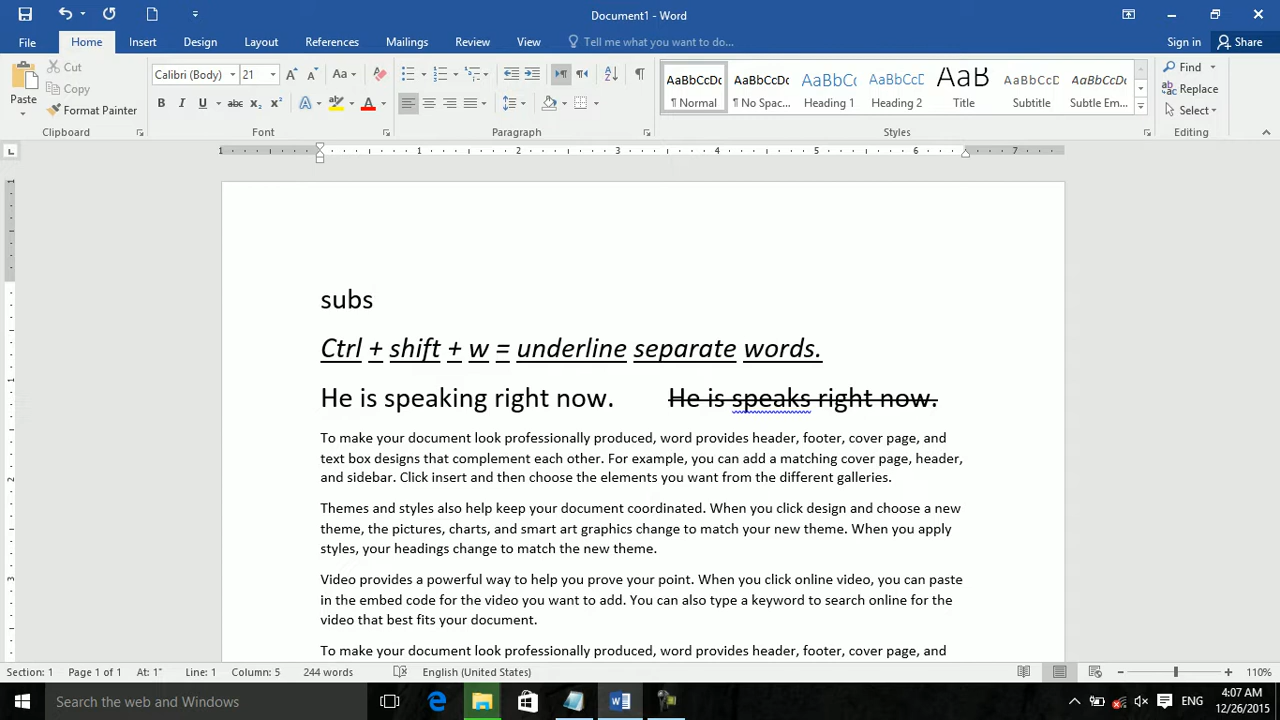 Document1 - Word
File Home Insert Design Layout References Mailings Review View Tell me what you want to do... Sign in Share
Cut
Copy
Format Painter
Paste
Calibri (Body) 21
AaBbCcDc AaBbCcDc AaBbCc AaBbCcD AaB AaBbCcD AaBbCcD
¶ Normal ¶ No Spac... Heading 1 Heading 2 Title Subtitle Subtle Em...
Find
Replace
Select
Clipboard Font Paragraph Styles Editing
1 1 2 3 4 5 6 7
subs
Ctrl + shift + w = underline separate words.
He is speaking right now. He is speaks right now.
To make your document look professionally produced, word provides header, footer, cover page, and
text box designs that complement each other. For example, you can add a matching cover page, header,
and sidebar. Click insert and then choose the elements you want from the different galleries.
Themes and styles also help keep your document coordinated. When you click design and choose a new
theme, the pictures, charts, and smart art graphics change to match your new theme. When you apply
styles, your headings change to match the new theme.
Video provides a powerful way to help you prove your point. When you click online video, you can paste
in the embed code for the video you want to add. You can also type a keyword to search online for the
video that best fits your document.
To make your document look professionally produced, word provides header, footer, cover page, and
Section: 1 Page 1 of 1 At: 1" Line: 1 Column: 5 244 words English (United States) 110%
Search the web and Windows
ENG
4:07 AM
12/26/2015